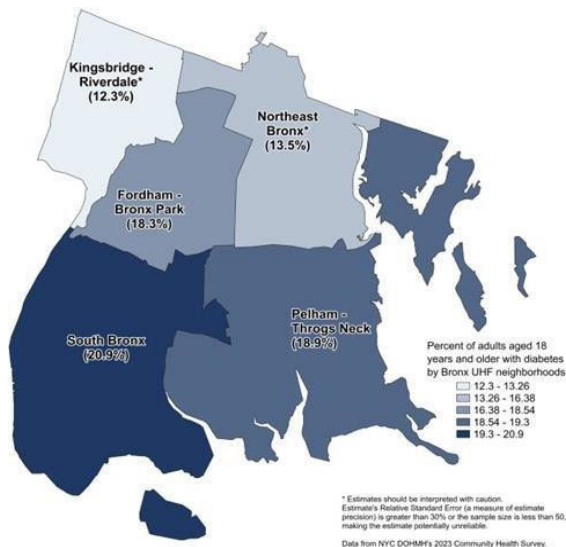 Kingsbridge -
Riverdale*
(12.3%)
Northeast
Bronx*
(13.5%)
Fordham -
Bronx Park
(18.3%)
Pelham -
Throgs Neck
(18.9%)
South Bronx
(20.9%)
Percent of adults aged 18
years and older with diabetes
by Bronx UHF neighborhoods
12.3 - 13.26
13.26 - 16.38
16.38 - 18.54
18.54 - 19.3
19.3 - 20.9
* Estimates should be interpreted with caution.
Estimate's Relative Standard Error (a measure of estimate
precision) is greater than 30% or the sample size is less than 50,
making the estimate potentially unreliable.
Data from NYC DOHMH's 2023 Community Health Survey.